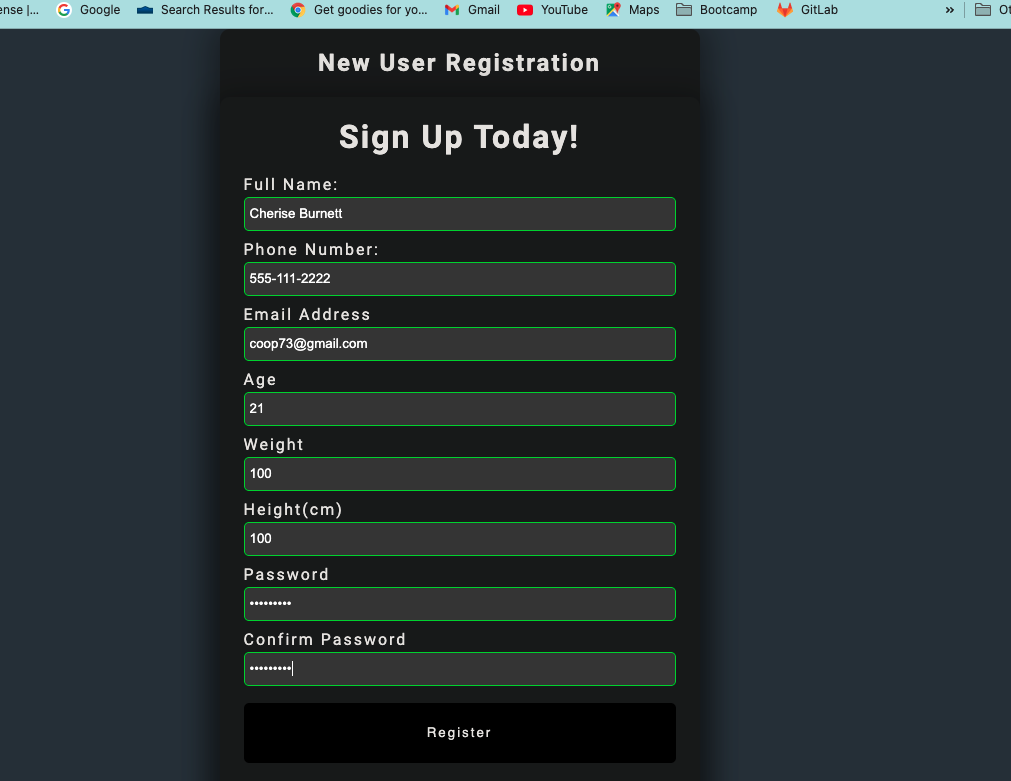 ense |... Google Search Results for... Get goodies for yo... Gmail YouTube Maps Bootcamp GitLab » Ot
New User Registration
Sign Up Today!
Full Name:
Cherise Burnett
Phone Number:
555-111-2222
Email Address
coop73@gmail.com
Age
21
Weight
100
Height(cm)
100
Password
•••••••••
Confirm Password
•••••••••
Register